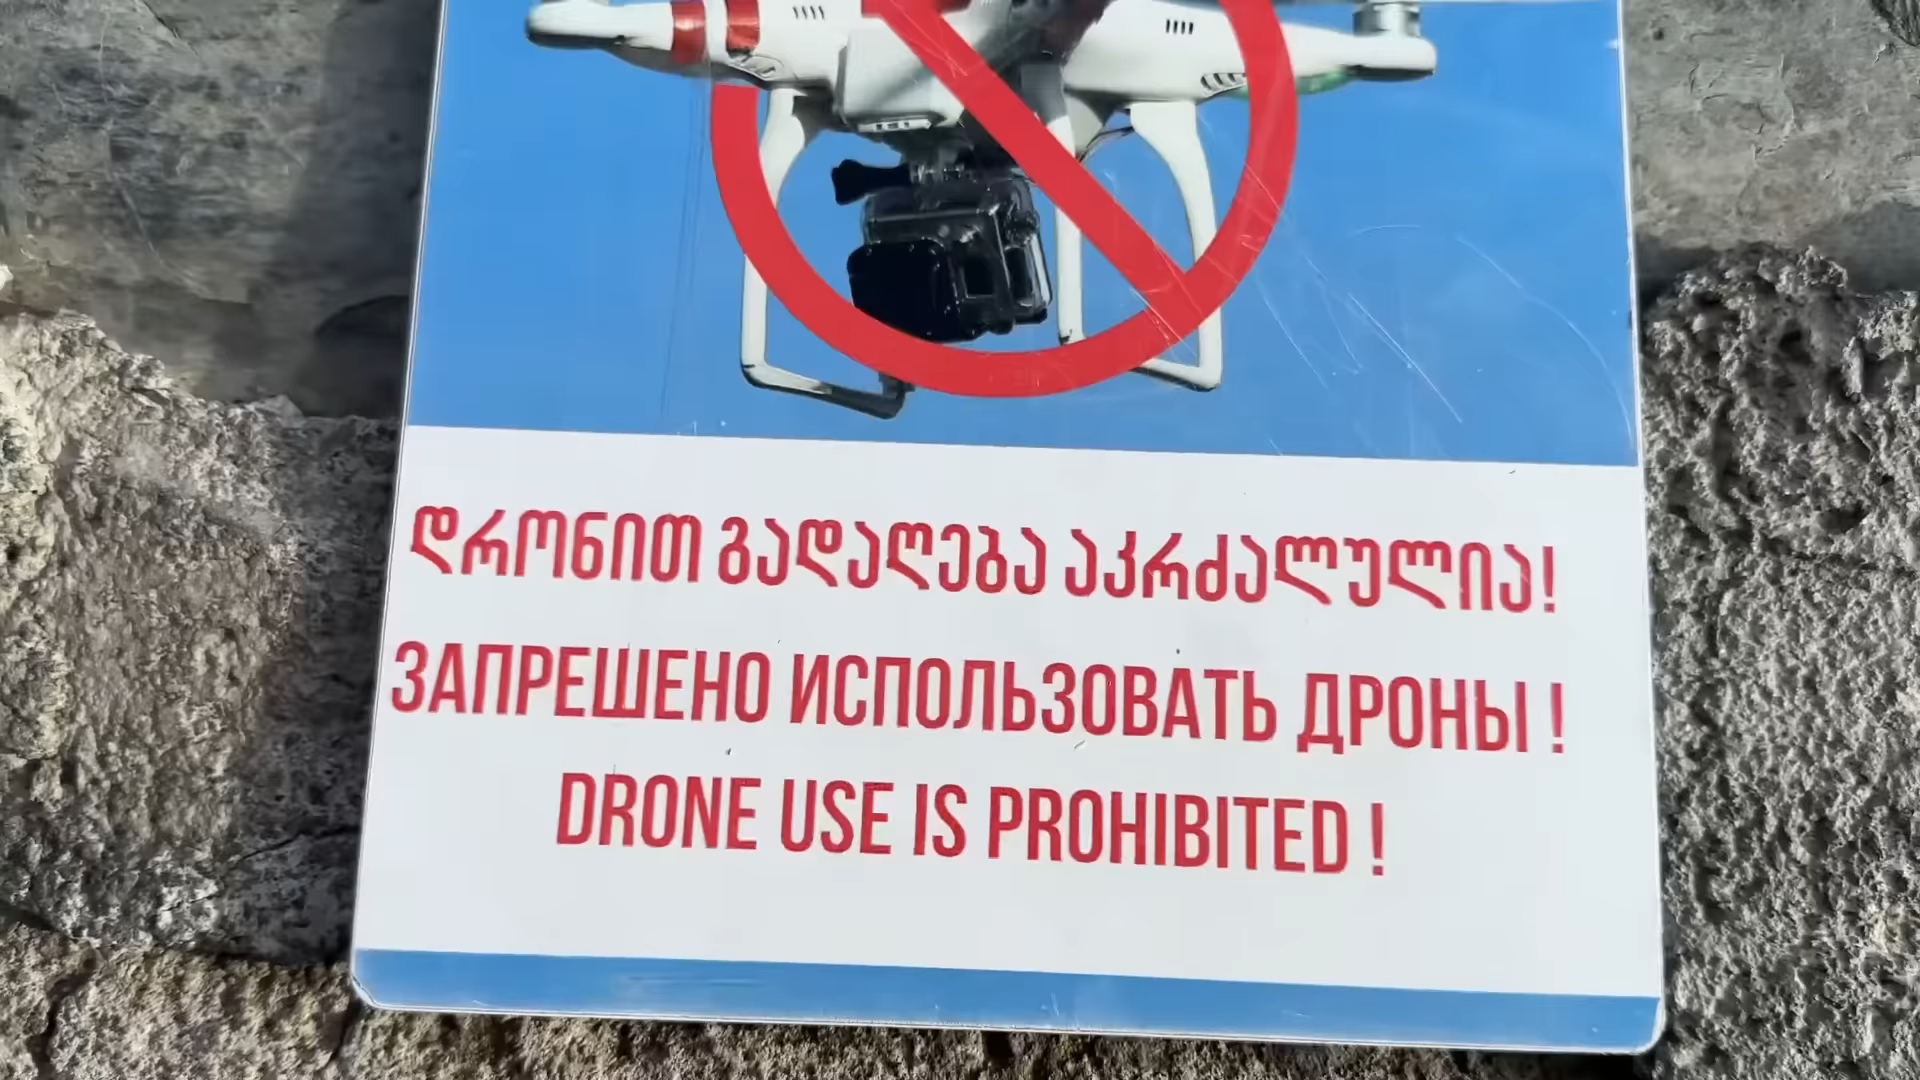 დრონით გადაღება აკრძალულია!
ЗАПРЕШЕНО ИСПОЛЬЗОВАТЬ ДРОНЫ !
DRONE USE IS PROHIBITED !